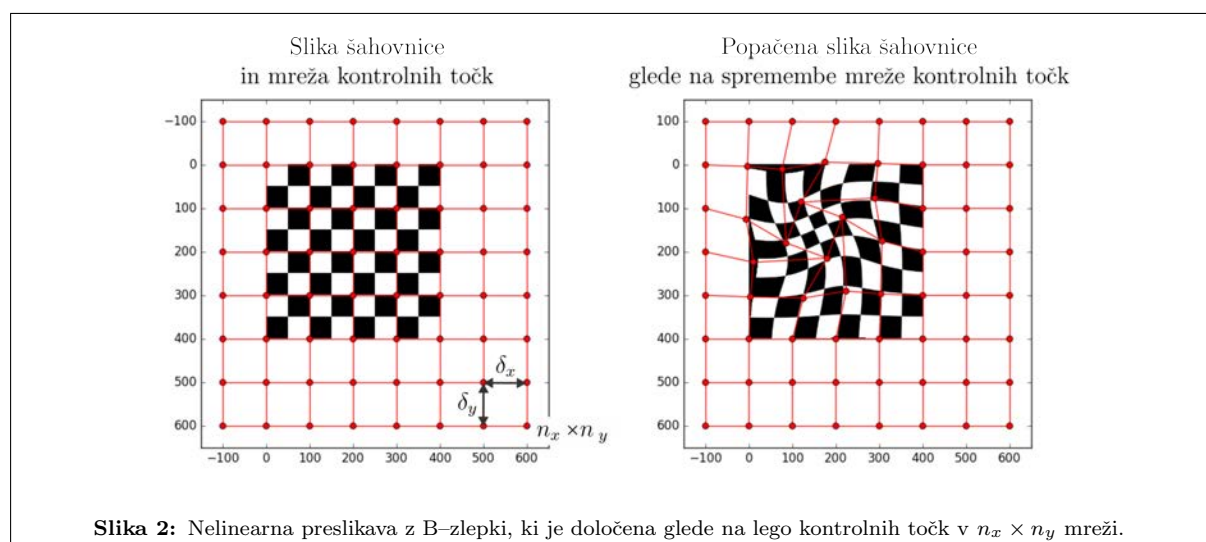 Slika šahovnice
in mreža kontrolnih točk
−100
0
100
200
300
400
500
600
−100 0 100 200 300 400 500 600
δx
δy
nx × ny
Popačena slika šahovnice
glede na spremembe mreže kontrolnih točk
100
0
100
200
300
400
500
600
−100 0 100 200 300 400 500 600
Slika 2: Nelinearna preslikava z B–zlepki, ki je določena glede na lego kontrolnih točk v nx × ny mreži.